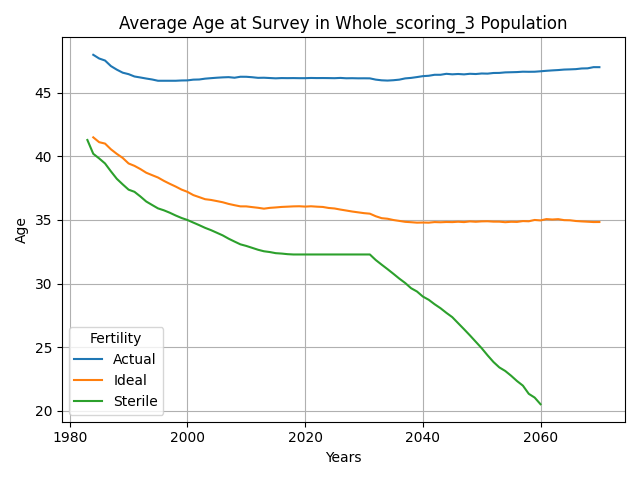 Average Age at Survey in Whole_scoring_3 Population
Age
45
40
35
30
25
20
Fertility
Actual
Ideal
Sterile
1980
2000
2020
2040
2060
Years